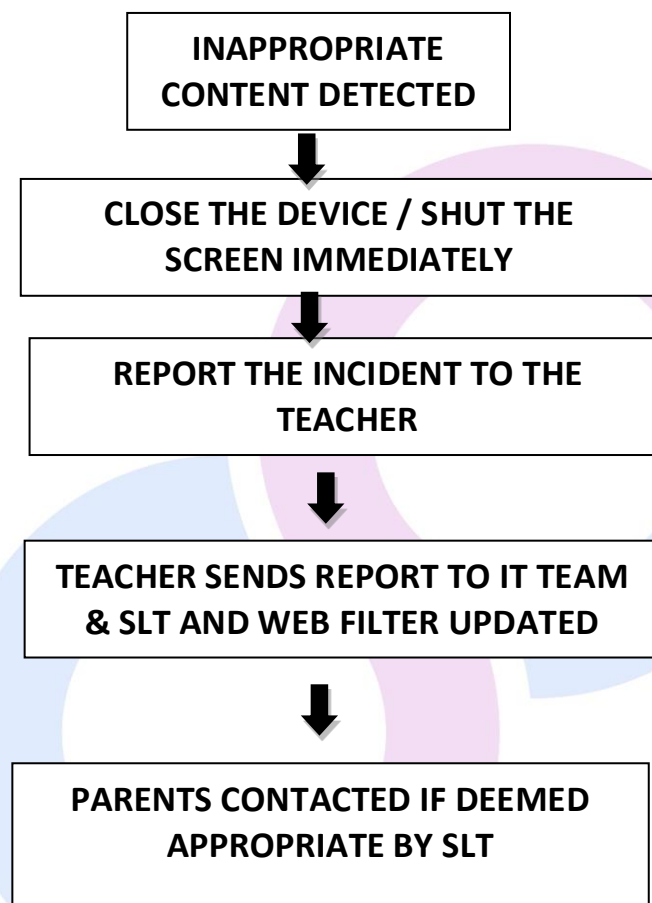 INAPPROPRIATE
CONTENT DETECTED
CLOSE THE DEVICE / SHUT THE
SCREEN IMMEDIATELY
REPORT THE INCIDENT TO THE
TEACHER
TEACHER SENDS REPORT TO IT TEAM
& SLT AND WEB FILTER UPDATED
PARENTS CONTACTED IF DEEMED
APPROPRIATE BY SLT